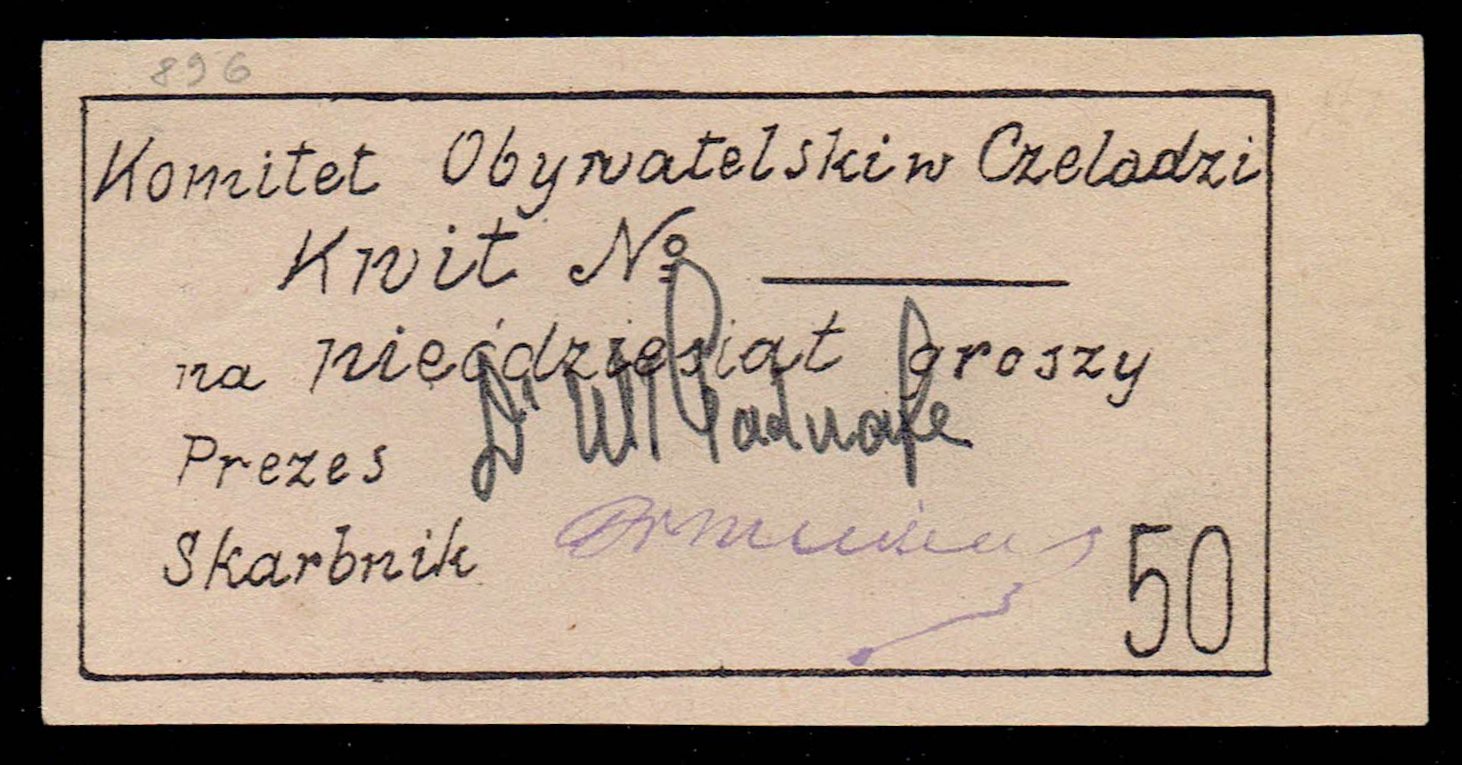 896
Komitet Obywatelski w Czeladzi
Kwit №
na pięćdziesiąt groszy
Prezes
Skarbnik
50